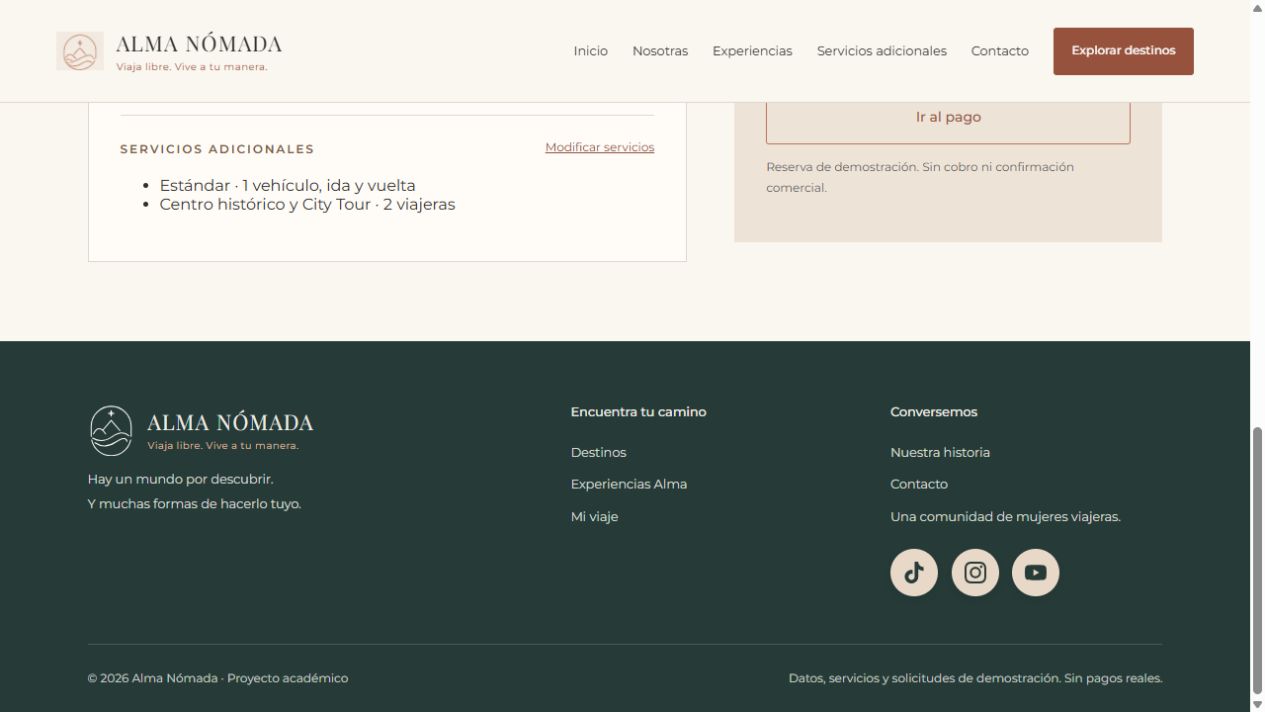 ALMA NÓMADA
Viaja libre. Vive a tu manera.
Inicio
Nosotras
Experiencias
Servicios adicionales
Contacto
Explorar destinos
SERVICIOS ADICIONALES
Modificar servicios
• Estándar · 1 vehículo, ida y vuelta
• Centro histórico y City Tour · 2 viajeras
Ir al pago
Reserva de demostración. Sin cobro ni confirmación
comercial.
ALMA NÓMADA
Viaja libre. Vive a tu manera.
Hay un mundo por descubrir.
Y muchas formas de hacerlo tuyo.
Encuentra tu camino
Destinos
Experiencias Alma
Mi viaje
Conversemos
Nuestra historia
Contacto
Una comunidad de mujeres viajeras.
© 2026 Alma Nómada · Proyecto académico
Datos, servicios y solicitudes de demostración. Sin pagos reales.